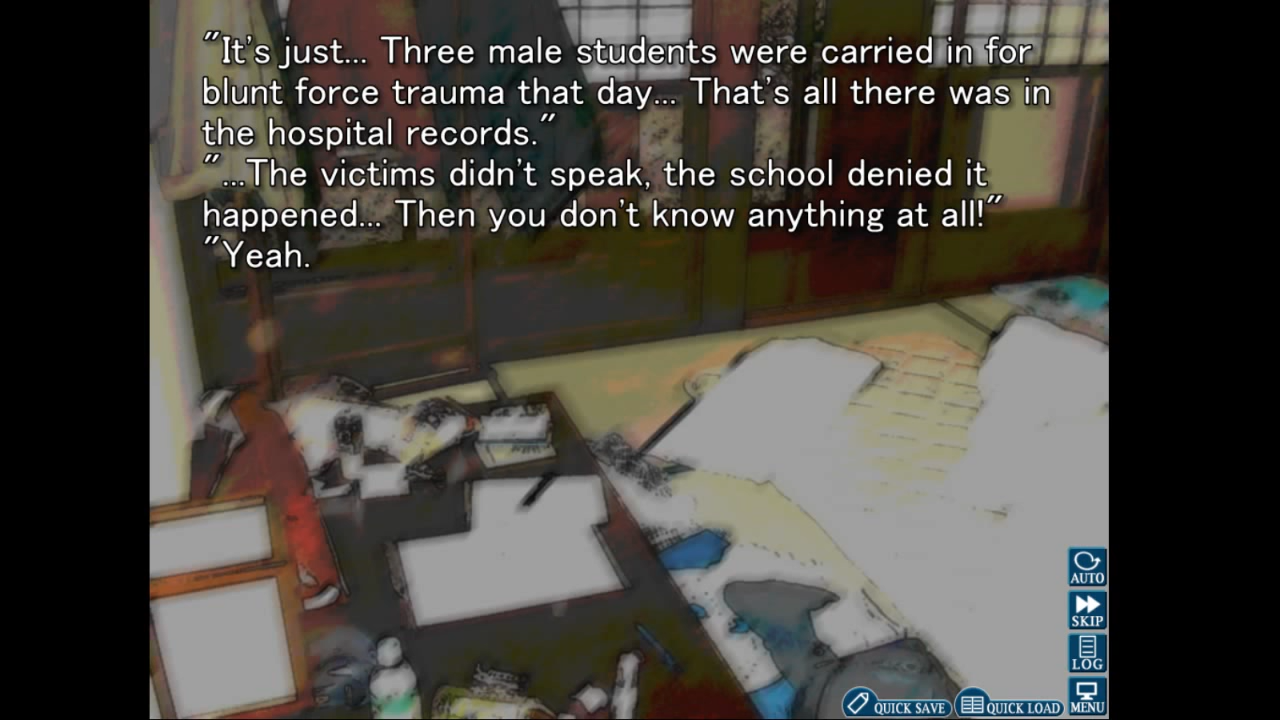 "It's just... Three male students were carried in for
blunt force trauma that day... That's all there was in
the hospital records."
"...The victims didn't speak, the school denied it
happened... Then you don't know anything at all!"
"Yeah.
AUTO
SKIP
LOG
MENU
QUICK SAVE
QUICK LOAD